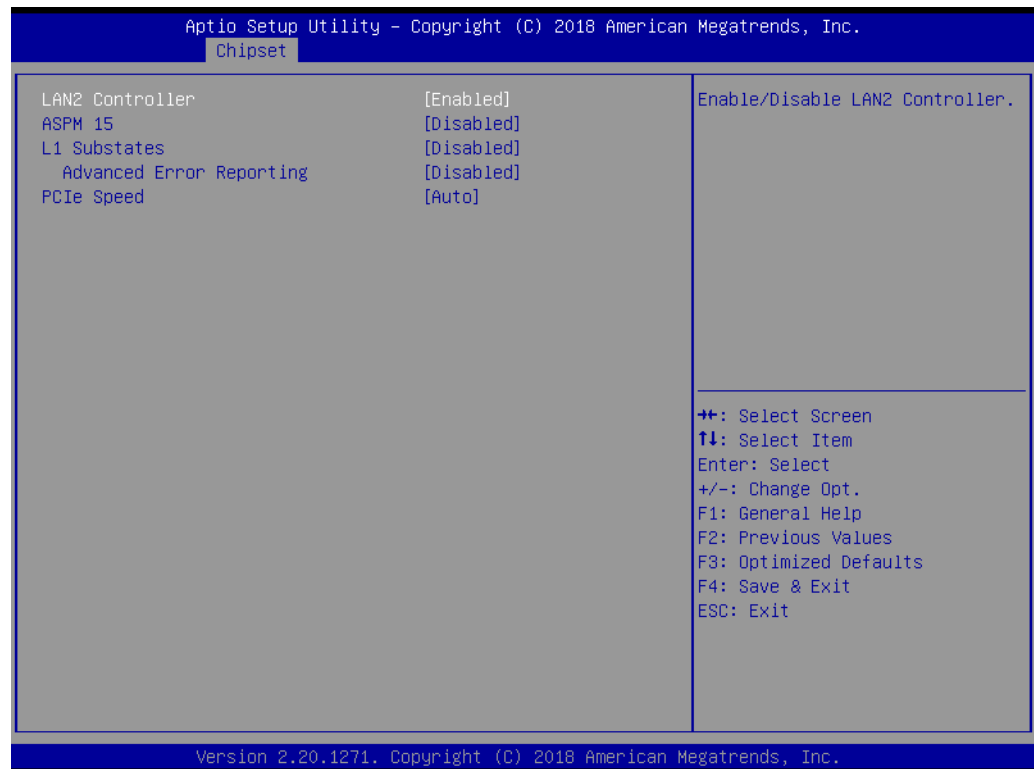 Aptio Setup Utility – Copyright (C) 2018 American Megatrends, Inc.
Chipset
LAN2 Controller [Enabled]
ASPM 15 [Disabled]
L1 Substates [Disabled]
Advanced Error Reporting [Disabled]
PCIe Speed [Auto]
Enable/Disable LAN2 Controller.
→←: Select Screen
↑↓: Select Item
Enter: Select
+/-: Change Opt.
F1: General Help
F2: Previous Values
F3: Optimized Defaults
F4: Save & Exit
ESC: Exit
Version 2.20.1271. Copyright (C) 2018 American Megatrends, Inc.